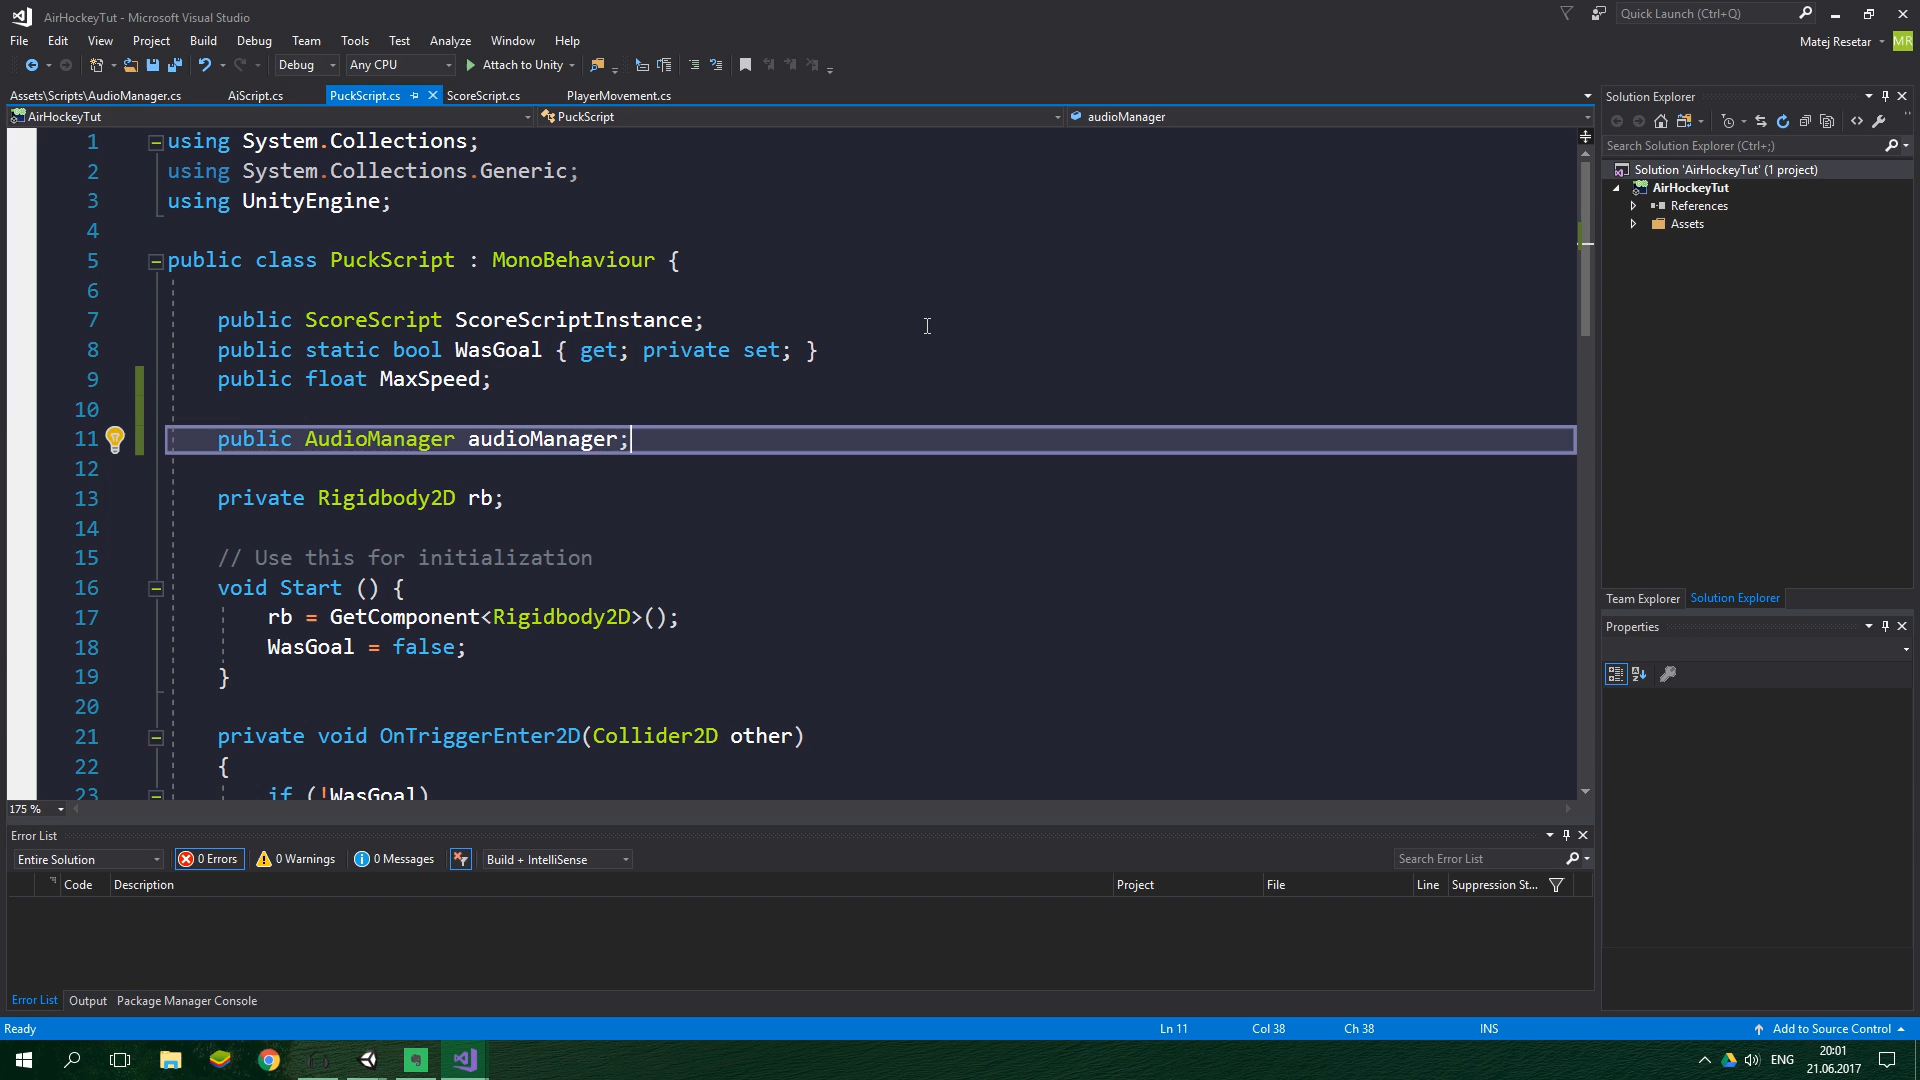 AirHockeyTut - Microsoft Visual Studio
Quick Launch (Ctrl+Q)
File Edit View Project Build Debug Team Tools Test Analyze Window Help
Matej Resetar MR
Debug Any CPU Attach to Unity
Assets\Scripts\AudioManager.cs AiScript.cs PuckScript.cs ScoreScript.cs PlayerMovement.cs
AirHockeyTut PuckScript audioManager
1 using System.Collections;
2 using System.Collections.Generic;
3 using UnityEngine;
4
5 public class PuckScript : MonoBehaviour {
6
7 public ScoreScript ScoreScriptInstance;
8 public static bool WasGoal { get; private set; }
9 public float MaxSpeed;
10
11 public AudioManager audioManager;
12
13 private Rigidbody2D rb;
14
15 // Use this for initialization
16 void Start () {
17 rb = GetComponent<Rigidbody2D>();
18 WasGoal = false;
19 }
20
21 private void OnTriggerEnter2D(Collider2D other)
22 {
23 if (!WasGoal)
175 %
Solution Explorer
Search Solution Explorer (Ctrl+;)
Solution 'AirHockeyTut' (1 project)
AirHockeyTut
References
Assets
Team Explorer Solution Explorer
Properties
Error List
Entire Solution 0 Errors 0 Warnings 0 Messages Build + IntelliSense Search Error List
Code Description Project File Line Suppression St...
Error List Output Package Manager Console
Ready Ln 11 Col 38 Ch 38 INS Add to Source Control
ENG 20:01
21.06.2017